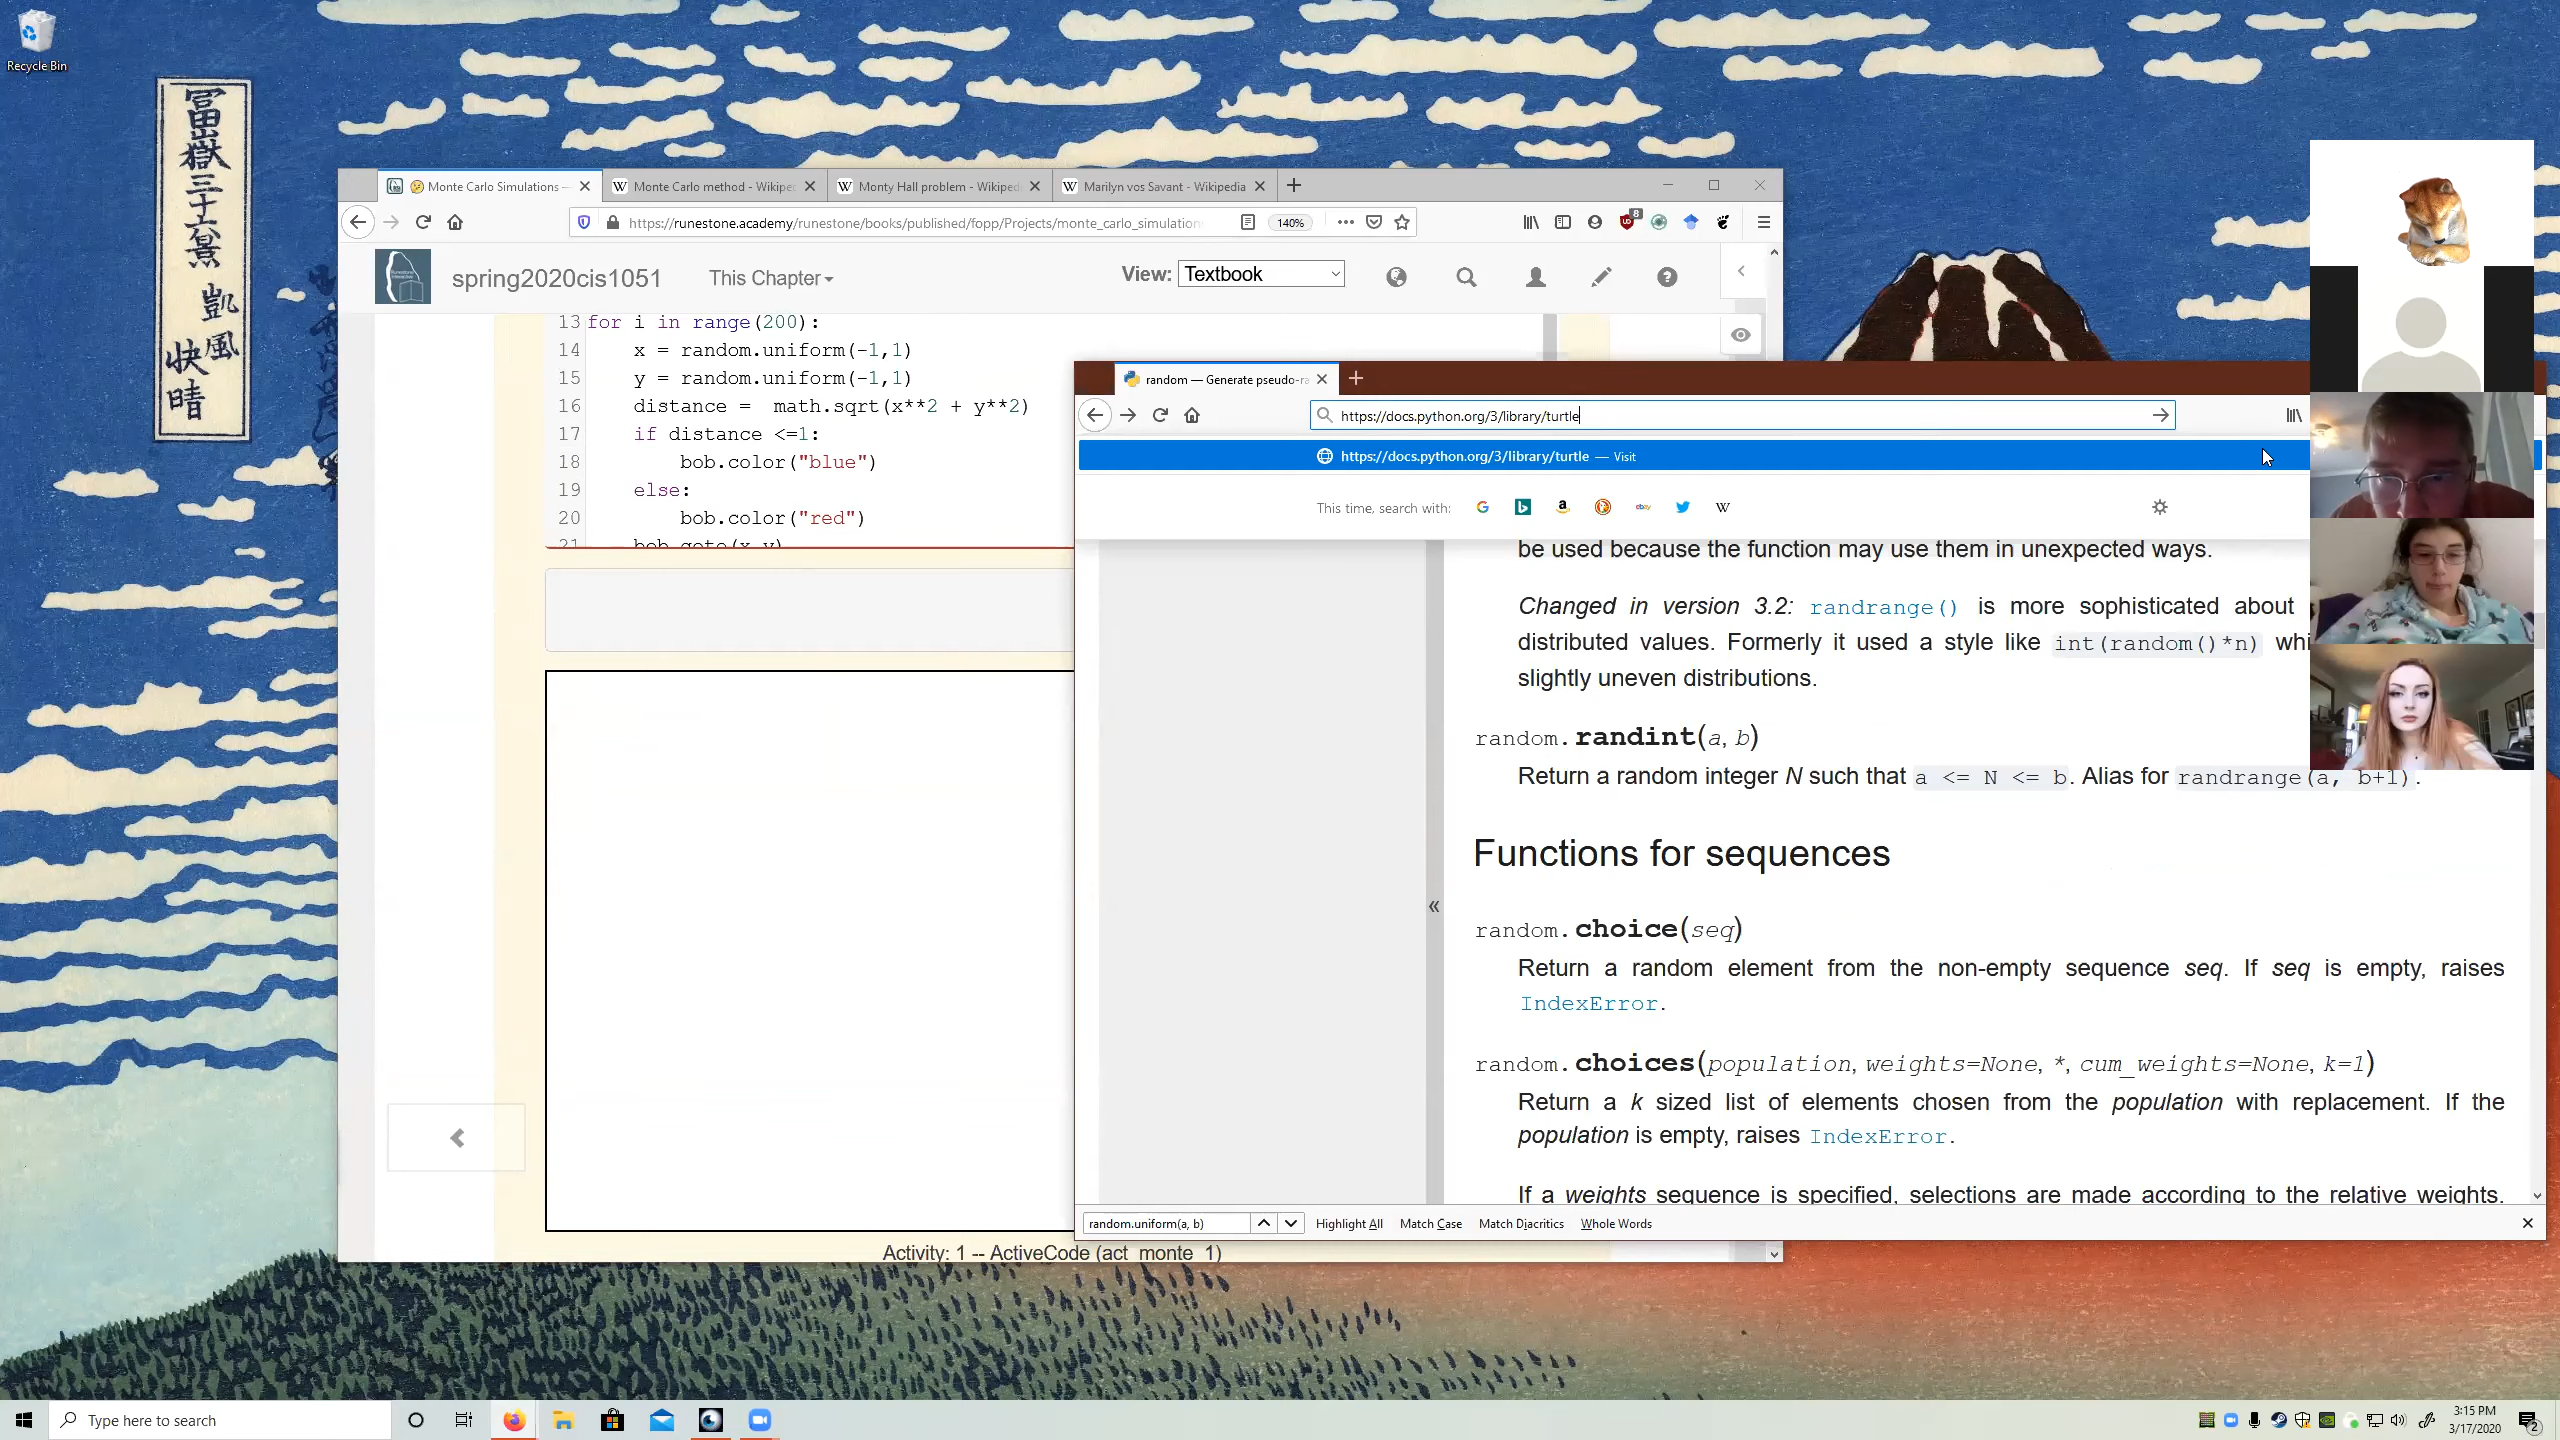 Recycle Bin
冨嶽三十六景
凱風
快晴
Monte Carlo Simulations —
Monte Carlo method - Wikiped
Monty Hall problem - Wikiped
Marilyn vos Savant - Wikipedia
https://runestone.academy/runestone/books/published/fopp/Projects/monte_carlo_simulation
140%
8
spring2020cis1051
This Chapter
View:
Textbook
13 for i in range(200):
14 x = random.uniform(-1,1)
15 y = random.uniform(-1,1)
16 distance =  math.sqrt(x**2 + y**2)
17 if distance <=1:
18 bob.color("blue")
19 else:
20 bob.color("red")
21 bob.goto(x,y)
Activity: 1 -- ActiveCode (act_monte_1)
random — Generate pseudo-ra
https://docs.python.org/3/library/turtle
https://docs.python.org/3/library/turtle — Visit
This time, search with:
be used because the function may use them in unexpected ways.
Changed in version 3.2: randrange() is more sophisticated about
distributed values. Formerly it used a style like int(random()*n) whi
slightly uneven distributions.
random.randint(a, b)
Return a random integer N such that a <= N <= b. Alias for randrange(a, b+1).
Functions for sequences
random.choice(seq)
Return a random element from the non-empty sequence seq. If seq is empty, raises
IndexError.
random.choices(population, weights=None, *, cum_weights=None, k=1)
Return a k sized list of elements chosen from the population with replacement. If the
population is empty, raises IndexError.
If a weights sequence is specified, selections are made according to the relative weights.
random.uniform(a, b)
Highlight All
Match Case
Match Diacritics
Whole Words
Type here to search
3:15 PM
3/17/2020
2